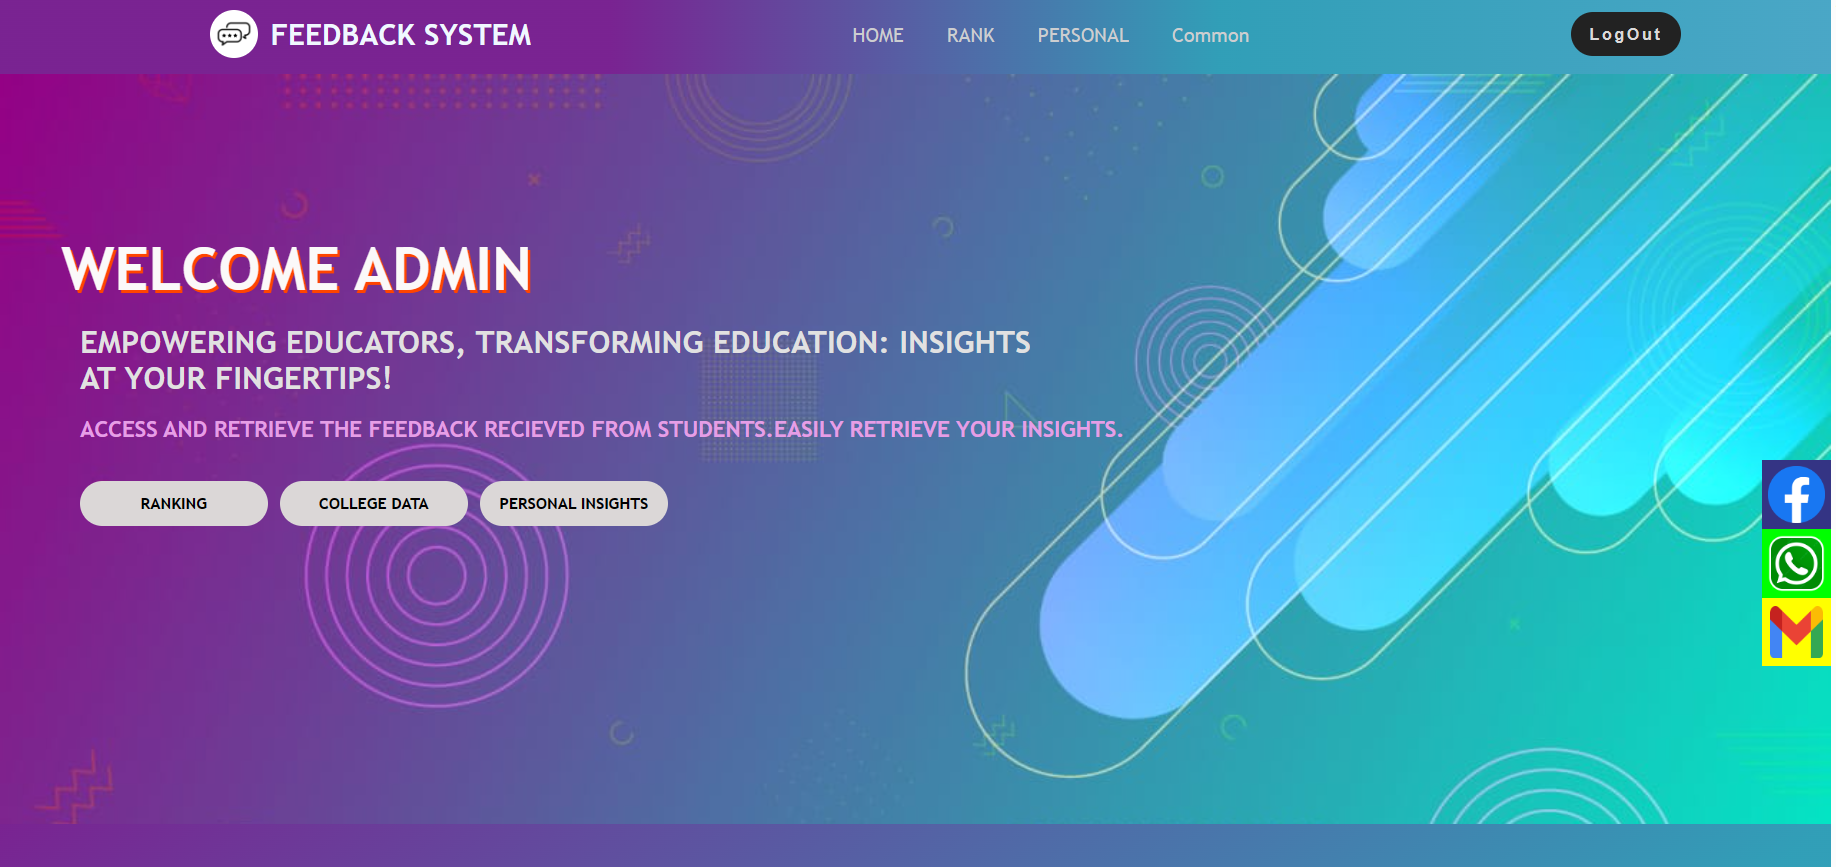 FEEDBACK SYSTEM
HOME RANK PERSONAL Common
LogOut
WELCOME ADMIN
EMPOWERING EDUCATORS, TRANSFORMING EDUCATION: INSIGHTS
AT YOUR FINGERTIPS!
ACCESS AND RETRIEVE THE FEEDBACK RECIEVED FROM STUDENTS.EASILY RETRIEVE YOUR INSIGHTS.
RANKING COLLEGE DATA PERSONAL INSIGHTS